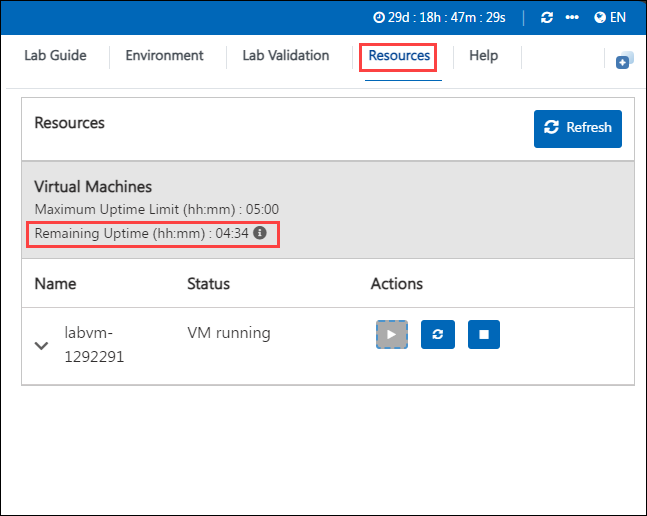 29d : 18h : 47m : 29s
EN
Lab Guide
Environment
Lab Validation
Resources
Help
Resources
Refresh
Virtual Machines
Maximum Uptime Limit (hh:mm) : 05:00
Remaining Uptime (hh:mm) : 04:34
Name Status Actions
labvm-
1292291
VM running